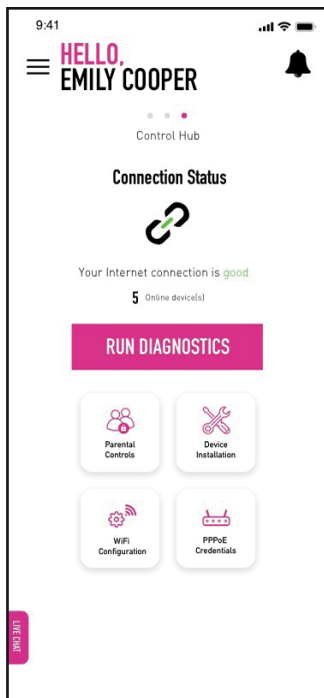 9:41
HELLO,
EMILY COOPER
Control Hub
Connection Status
Your Internet connection is good
5 Online device(s)
RUN DIAGNOSTICS
Parental
Controls
Device
Installation
WiFi
Configuration
PPPoE
Credentials
LIVE CHAT